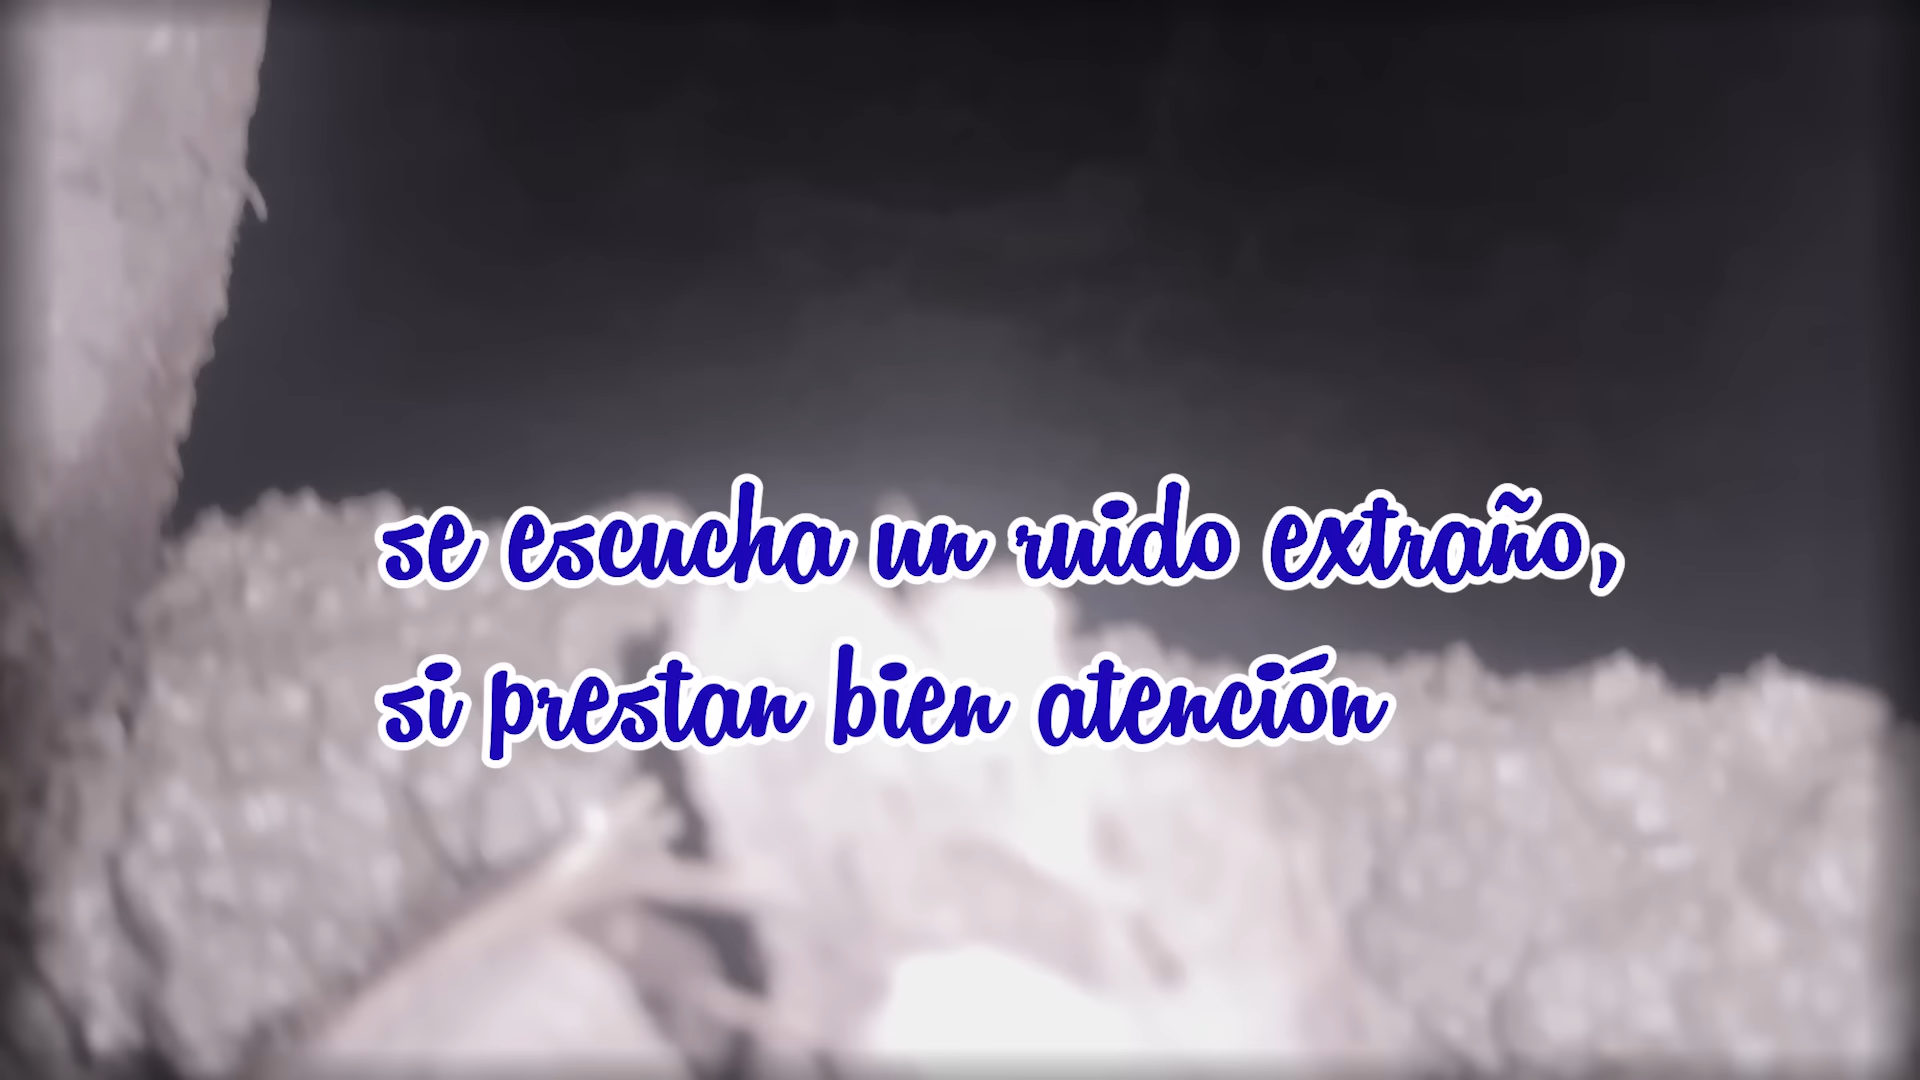 se escucha un ruido extraño,
si prestan bien atención